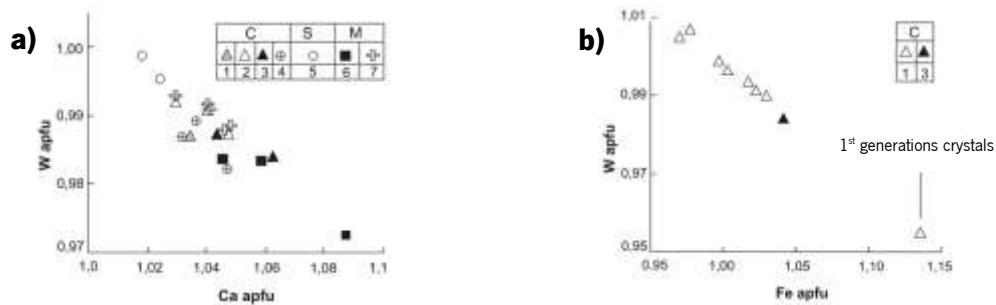 a)
C S M
1 2 3 4 5 6 7
1,00
0,99
0,98
0,97
W apfu
1,0 1,02 1,04 1,06 1,08 1,1
Ca apfu
b)
C
1 3
1,01
0,99
0,97
0,95
W apfu
1st generations crystals
0.95 1,00 1,05 1,10 1,15
Fe apfu